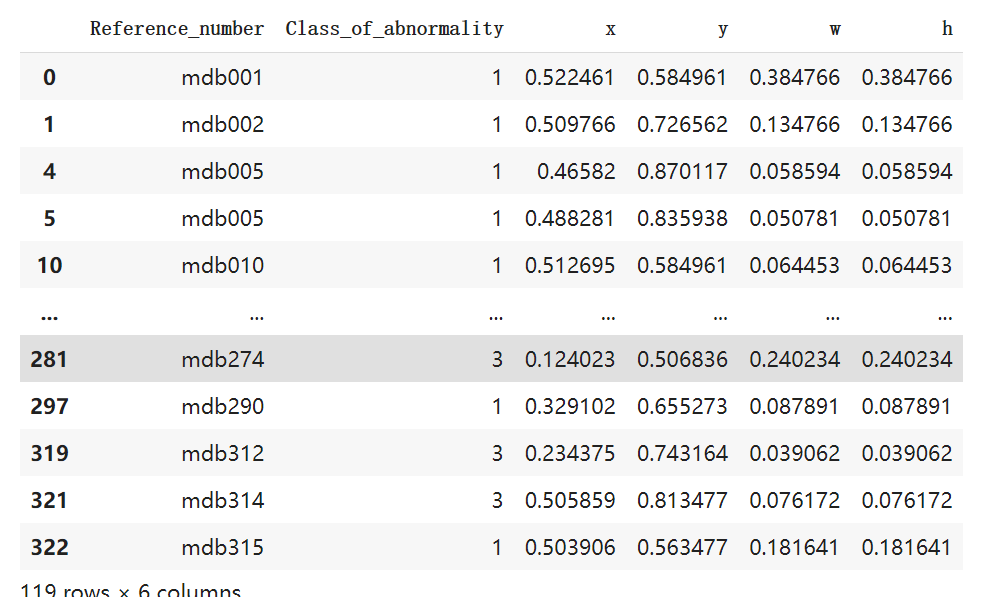 Reference_number Class_of_abnormality x y w h
0 mdb001 1 0.522461 0.584961 0.384766 0.384766
1 mdb002 1 0.509766 0.726562 0.134766 0.134766
4 mdb005 1 0.46582 0.870117 0.058594 0.058594
5 mdb005 1 0.488281 0.835938 0.050781 0.050781
10 mdb010 1 0.512695 0.584961 0.064453 0.064453
... ... ... ... ... ... ...
281 mdb274 3 0.124023 0.506836 0.240234 0.240234
297 mdb290 1 0.329102 0.655273 0.087891 0.087891
319 mdb312 3 0.234375 0.743164 0.039062 0.039062
321 mdb314 3 0.505859 0.813477 0.076172 0.076172
322 mdb315 1 0.503906 0.563477 0.181641 0.181641
119 rows × 6 columns